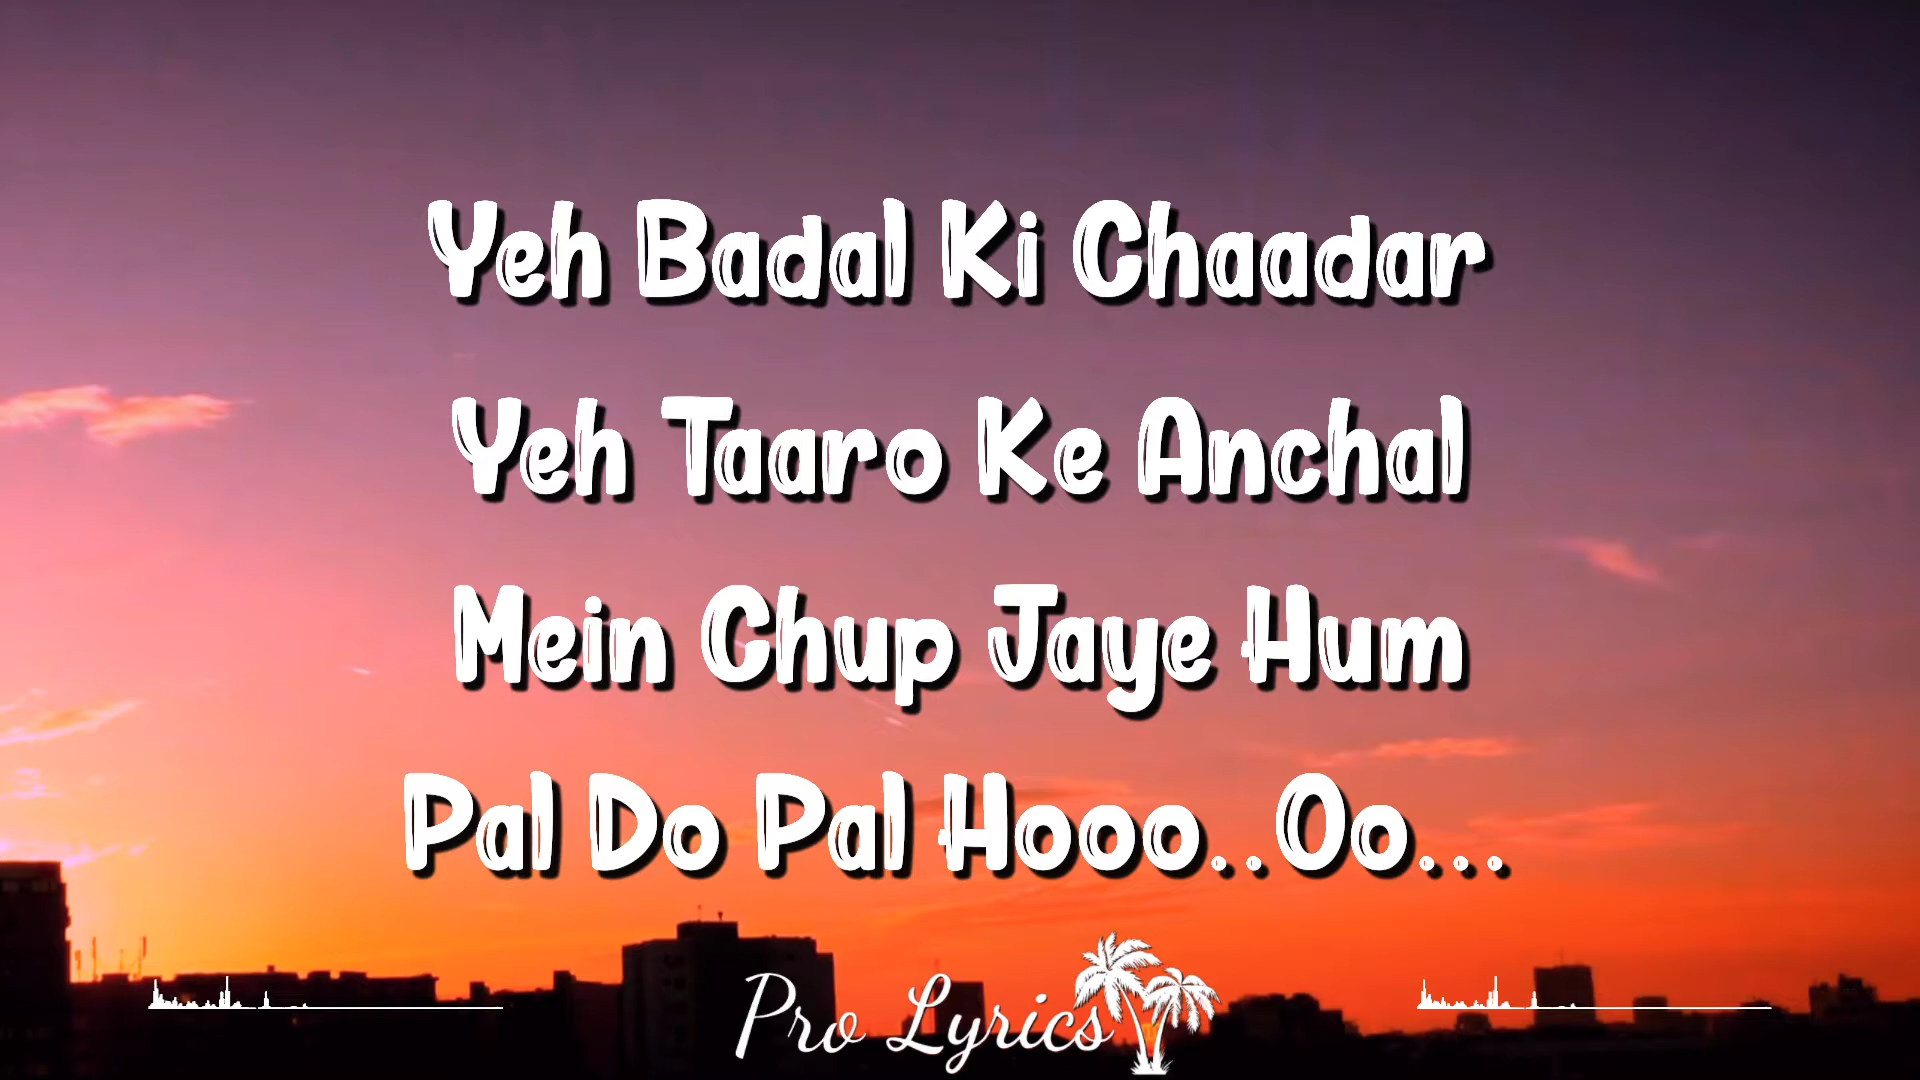 Yeh Badal Ki Chaadar
Yeh Taaro Ke Anchal
Mein Chup Jaye Hum
Pal Do Pal Hooo..Oo...
Pro Lyrics